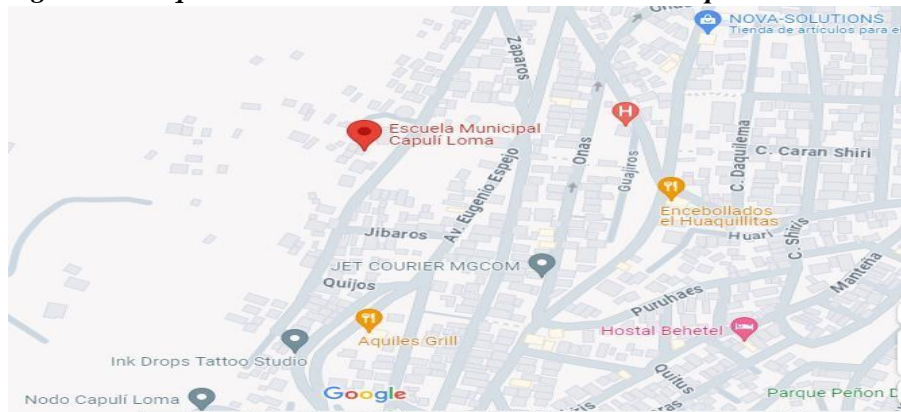 NOVA-SOLUTIONS
Tienda de artículos para e
Zaparos
Escuela Municipal
Capulí Loma
H
Onas
Guajiros
C. Daquilema
C. Caran Shiri
Av. Eugenio Espejo
Encebollados
el Huaquillitas
Jibaros
Huari
C. Shiris
JET COURIER MGCOM
Quijos
Manteña
Puruhaes
Aquiles Grill
Hostal Behetel
Ink Drops Tattoo Studio
Quitus
Google
Parque Peñon D
Nodo Capulí Loma